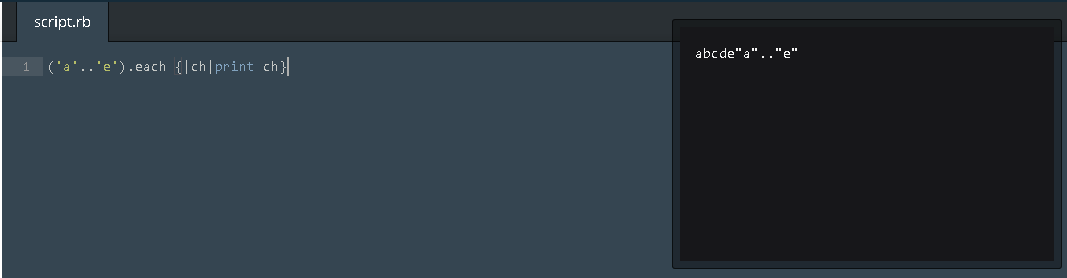 script.rb
1 ('a'..'e').each {|ch|print ch}
abcde"a".."e"